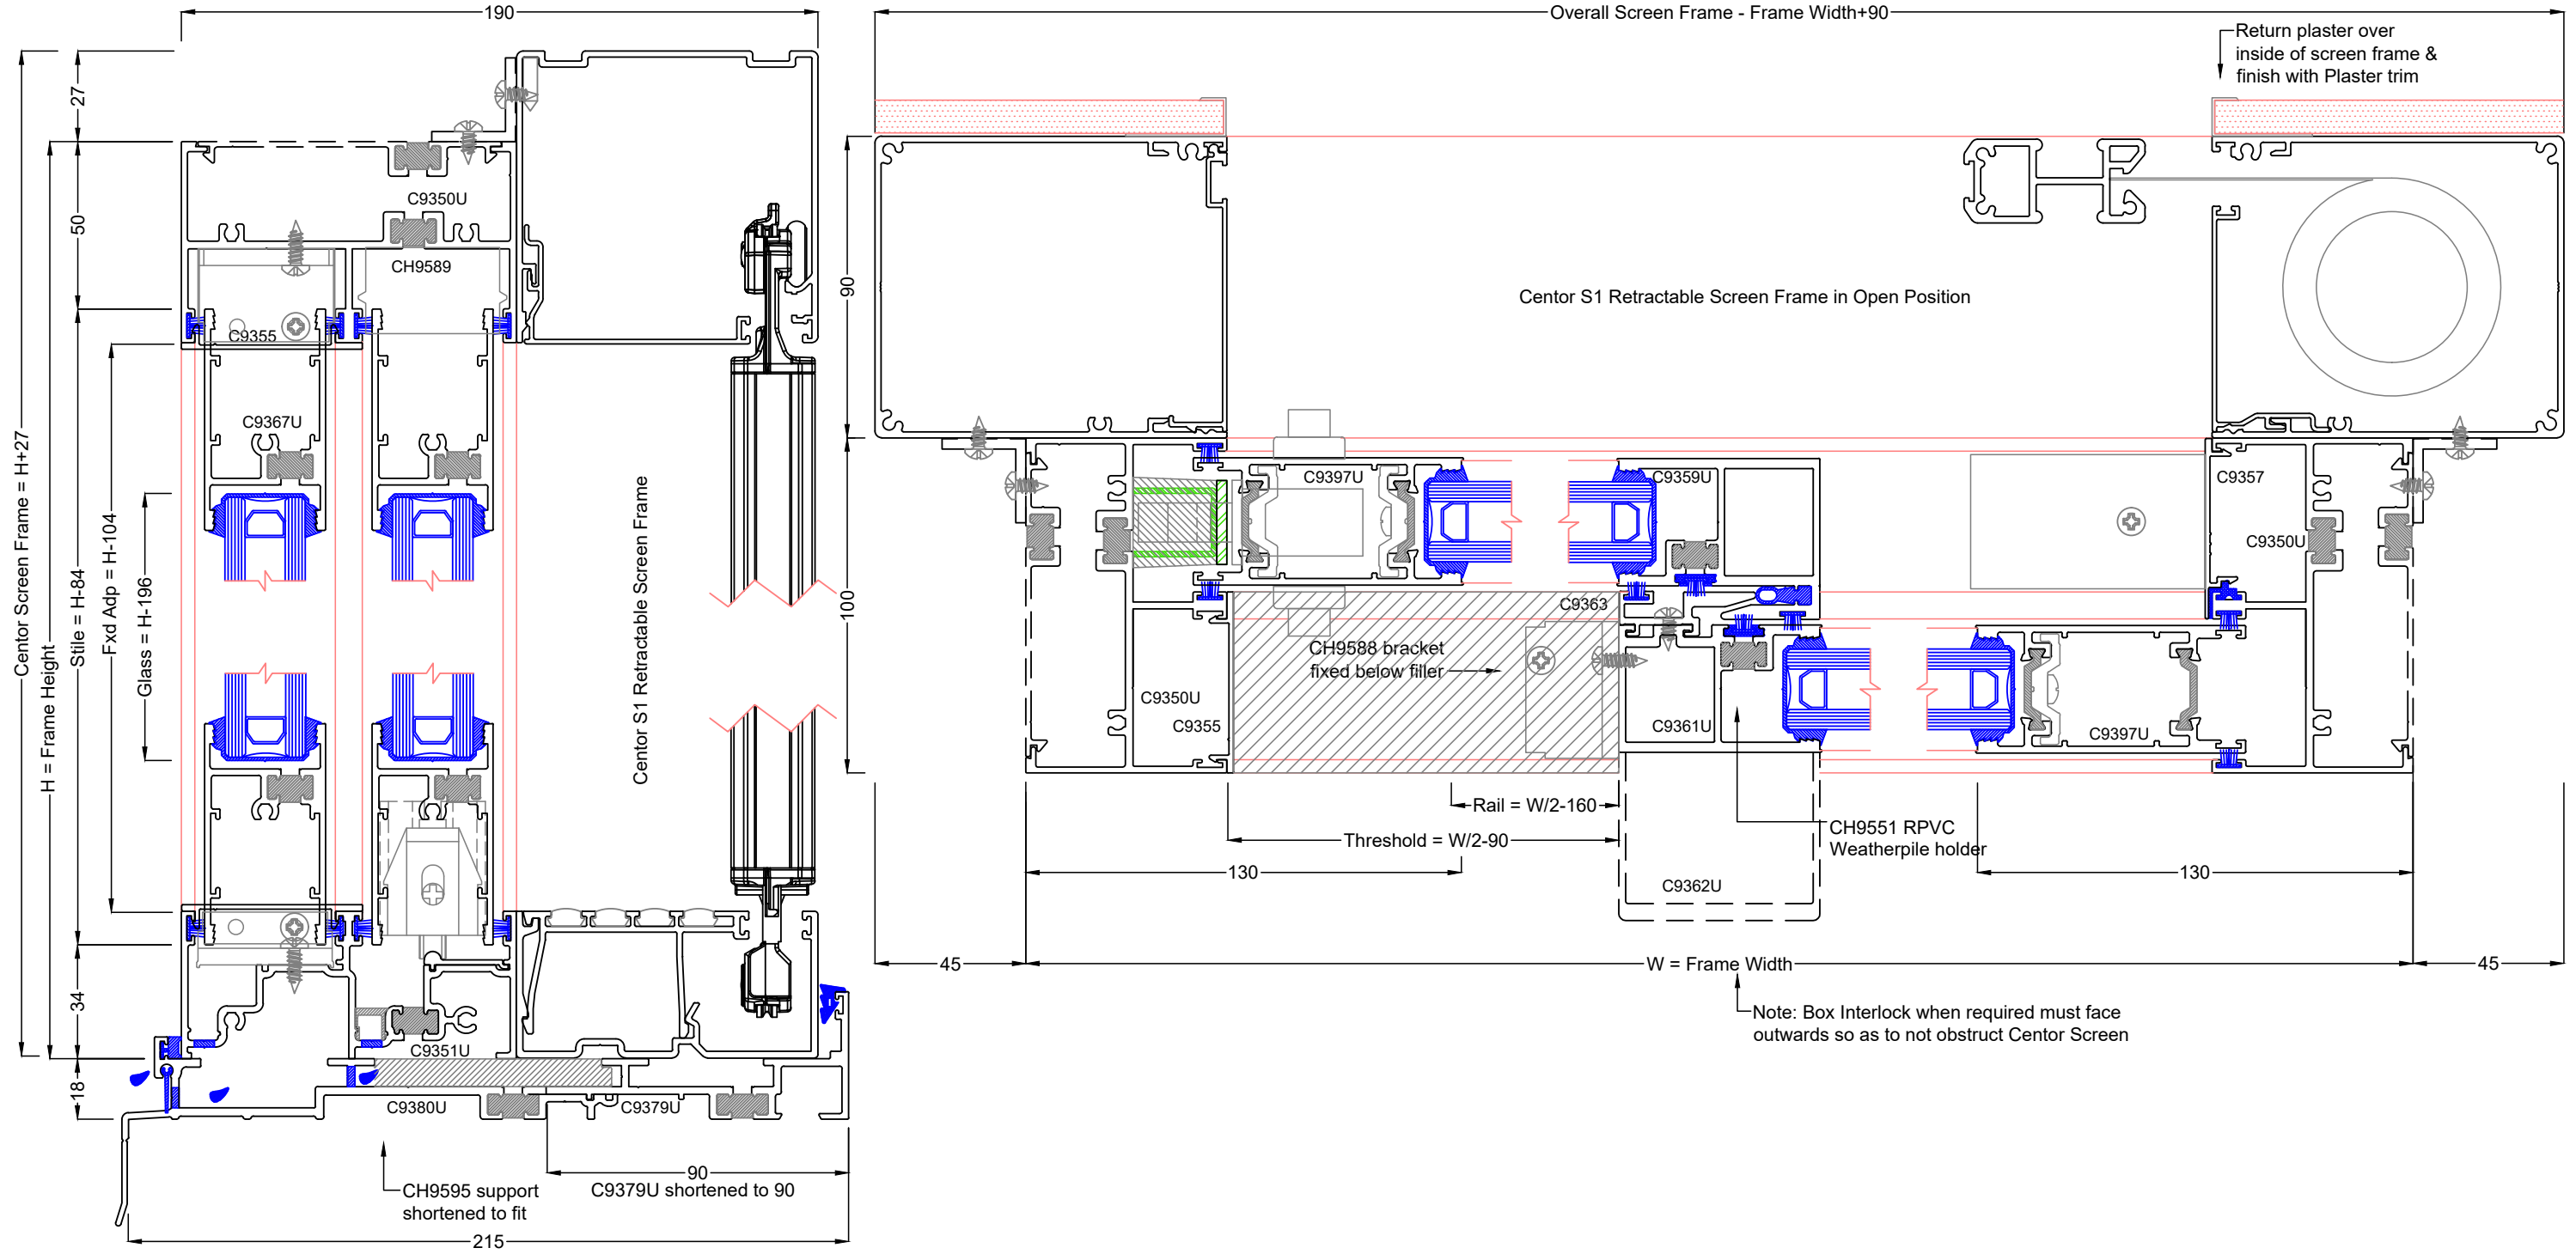 190
Overall Screen Frame - Frame Width+90
Return plaster over
inside of screen frame &
finish with Plaster trim
27
50
Centor Screen Frame = H+27
H = Frame Height
Stile = H-84
Fxd Adp = H-104
Glass = H-196
34
18
C9350U
CH9589
C9355
C9367U
Centor S1 Retractable Screen Frame
C9351U
C9380U
C9379U
90
C9379U shortened to 90
CH9595 support
shortened to fit
215
90
100
Centor S1 Retractable Screen Frame in Open Position
C9397U
C9359U
C9357
C9350U
C9363
CH9588 bracket
fixed below filler
C9350U
C9355
C9361U
C9397U
Rail = W/2-160
Threshold = W/2-90
CH9551 RPVC
Weatherpile holder
130
C9362U
130
45
W = Frame Width
45
Note: Box Interlock when required must face
outwards so as to not obstruct Centor Screen